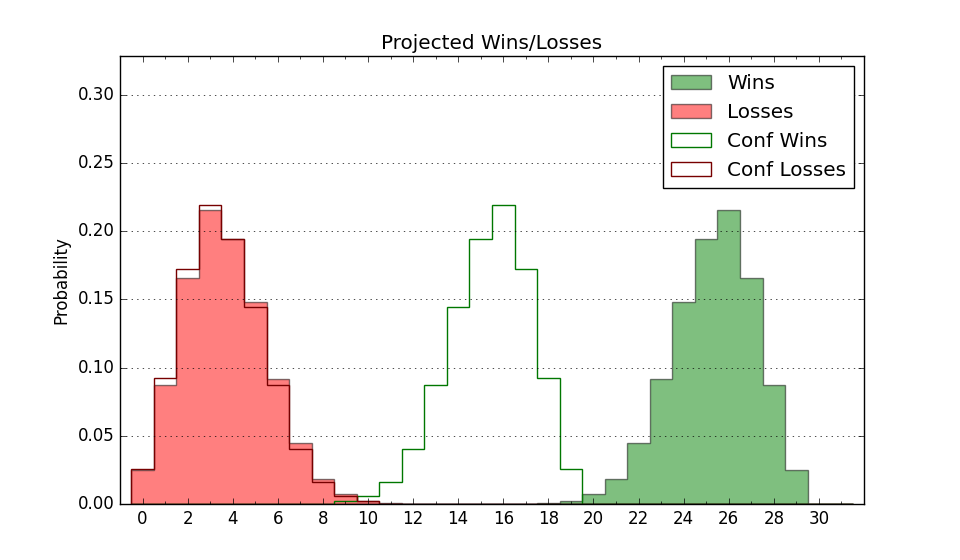 Projected Wins/Losses
Wins
Losses
Conf Wins
Conf Losses
Probability
0.30
0.25
0.20
0.15
0.10
0.05
0.00
0 2 4 6 8 10 12 14 16 18 20 22 24 26 28 30